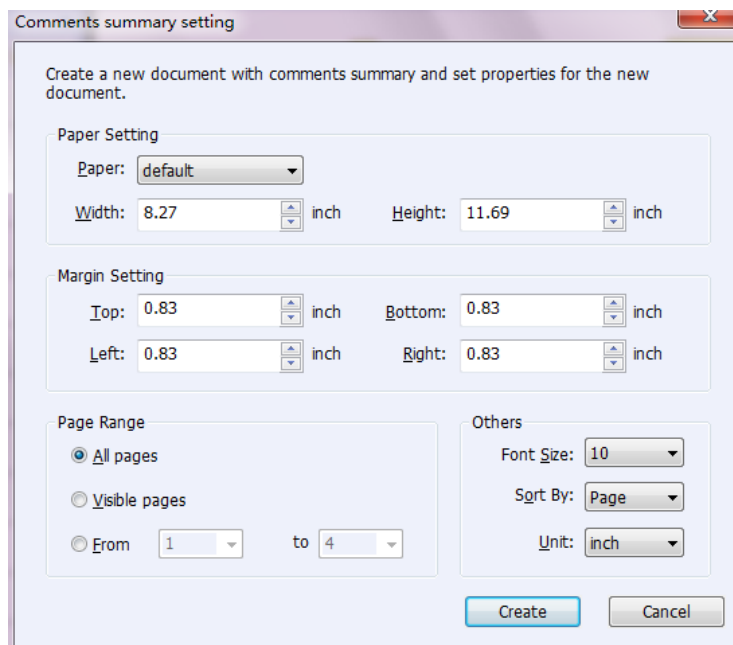 Comments summary setting
Create a new document with comments summary and set properties for the new
document.
Paper Setting
Paper: default
Width: 8.27 inch Height: 11.69 inch
Margin Setting
Top: 0.83 inch Bottom: 0.83 inch
Left: 0.83 inch Right: 0.83 inch
Page Range
All pages
Visible pages
From 1 to 4
Others
Font Size: 10
Sort By: Page
Unit: inch
Create Cancel